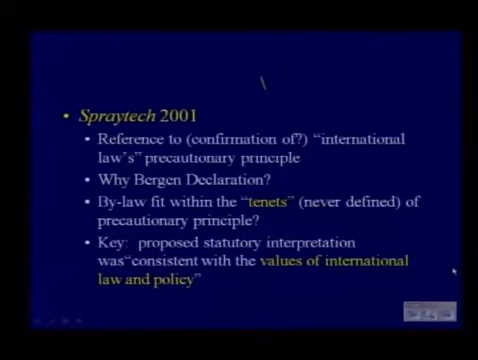 \
• Spraytech 2001
• Reference to (confirmation of?) “international
law’s” precautionary principle
• Why Bergen Declaration?
• By-law fit within the “tenets” (never defined) of
precautionary principle?
• Key: proposed statutory interpretation
was“consistent with the values of international
law and policy”